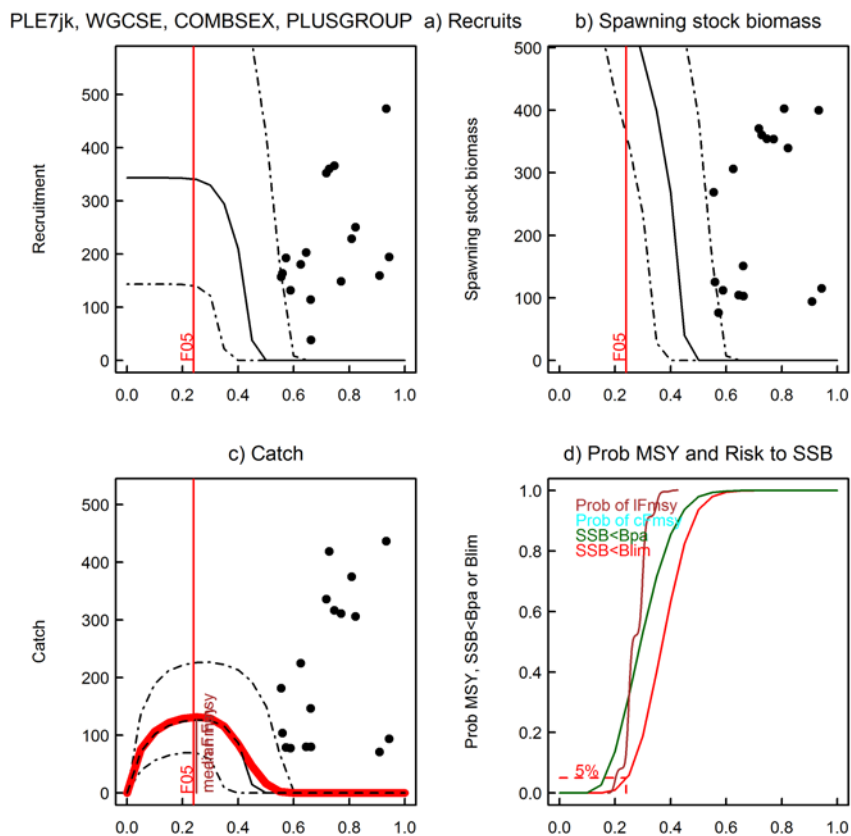 PLE7jk, WGCSE, COMBSEX, PLUSGROUP a) Recruits
b) Spawning stock biomass
Recruitment
500
400
300
200
100
0
F05
0.0 0.2 0.4 0.6 0.8 1.0
Spawning stock biomass
500
400
300
200
100
0
F05
0.0 0.2 0.4 0.6 0.8 1.0
c) Catch
d) Prob MSY and Risk to SSB
Catch
500
400
300
200
100
0
F05
median
0.0 0.2 0.4 0.6 0.8 1.0
Prob MSY, SSB<Bpa or Blim
1.0
0.8
0.6
0.4
0.2
0.0
Prob of lFmsy
Prob of cFmsy
SSB<Bpa
SSB<Blim
5%
0.0 0.2 0.4 0.6 0.8 1.0